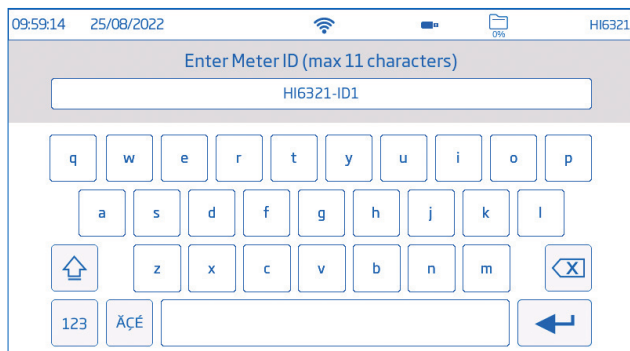 09:59:14 25/08/2022 0% HI6321
Enter Meter ID (max 11 characters)
HI6321-ID1
q w e r t y u i o p
a s d f g h j k l
z x c v b n m
123 ĂÇÉ